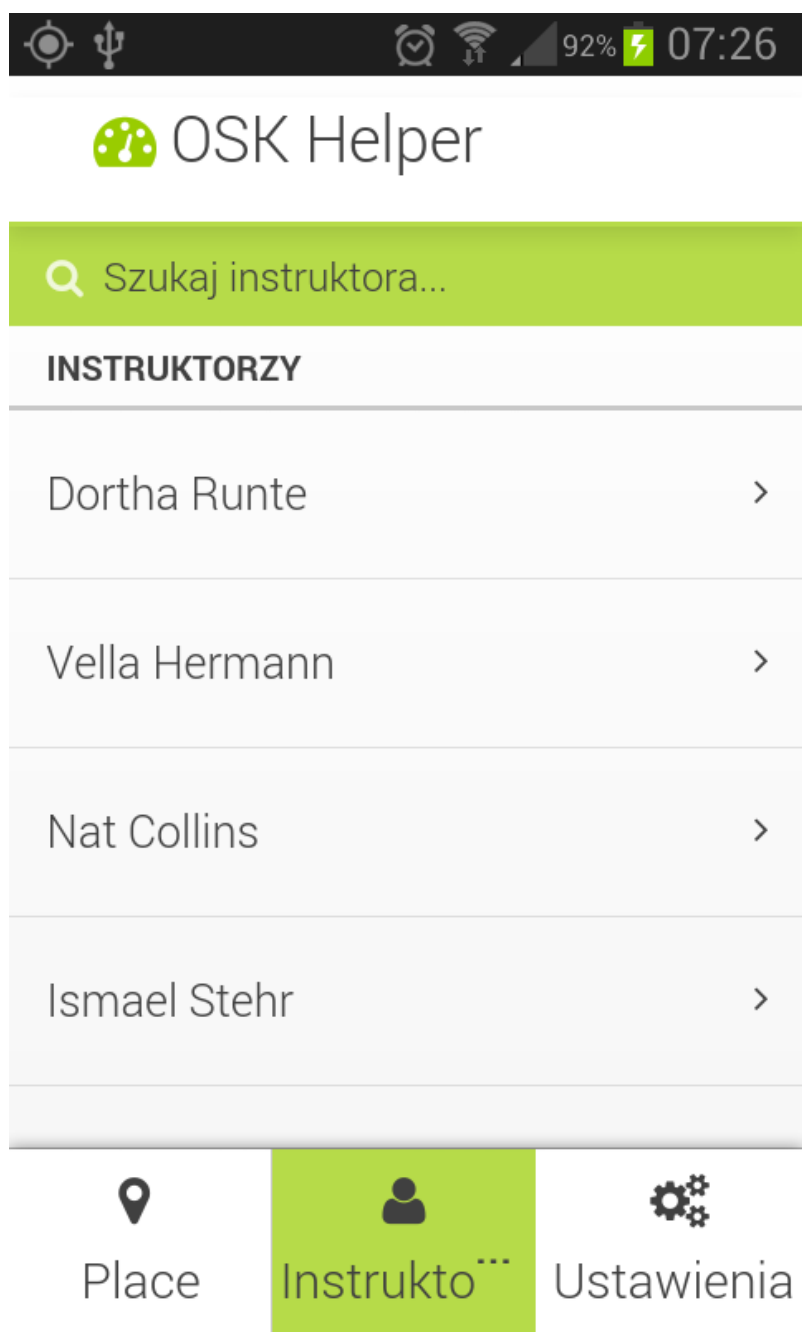 92% 07:26
OSK Helper
Szukaj instruktora...
INSTRUKTORZY
Dortha Runte
Vella Hermann
Nat Collins
Ismael Stehr
Place Instrukto... Ustawienia